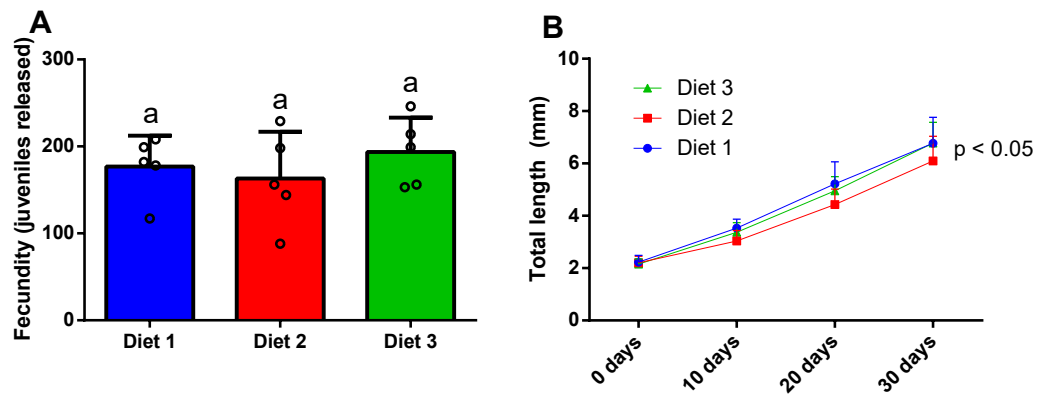 A
Fecundity (juveniles released)
300
200
100
0
a
a
a
Diet 1
Diet 2
Diet 3
B
Total length (mm)
10
8
6
4
2
0
Diet 3
Diet 2
Diet 1
p < 0.05
0 days
10 days
20 days
30 days